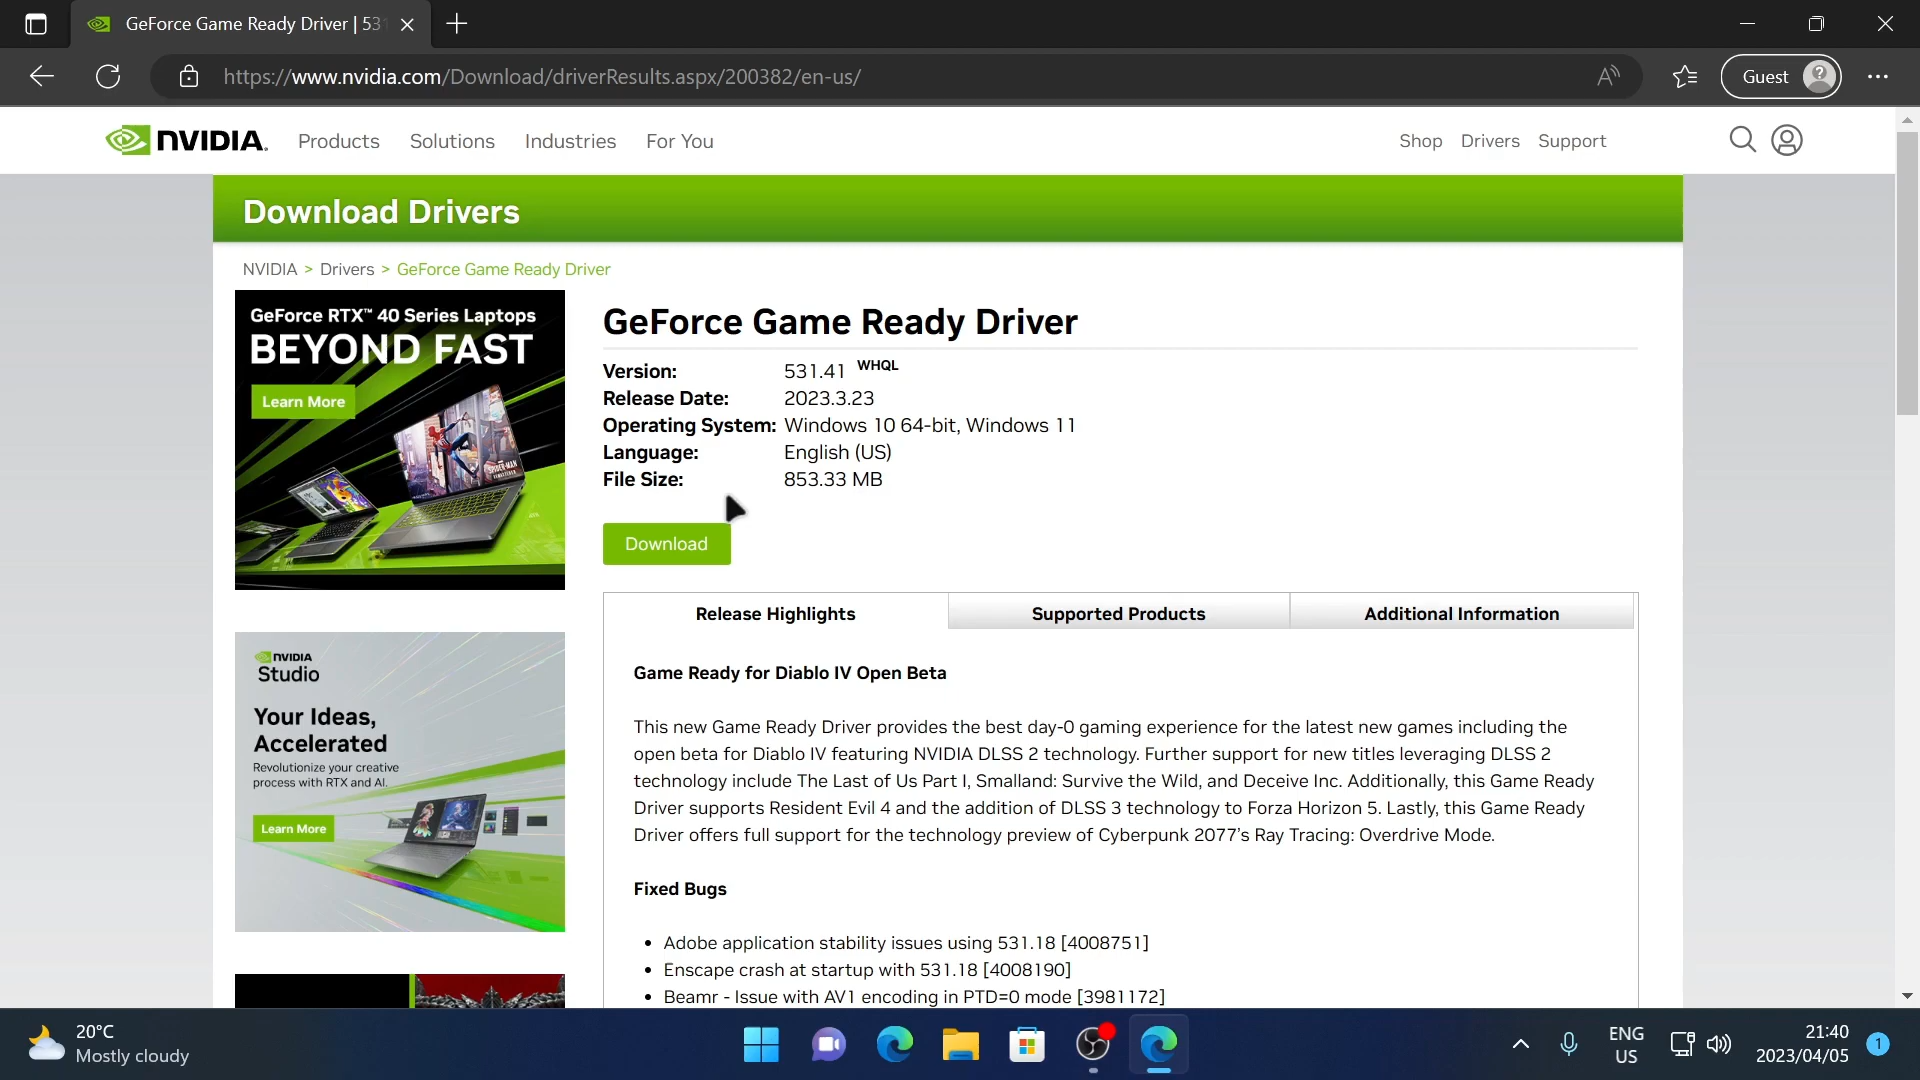 GeForce Game Ready Driver | 531
https://www.nvidia.com/Download/driverResults.aspx/200382/en-us/
Guest
NVIDIA.
Products
Solutions
Industries
For You
Shop
Drivers
Support
Download Drivers
NVIDIA > Drivers > GeForce Game Ready Driver
GeForce RTX™ 40 Series Laptops
BEYOND FAST
Learn More
GeForce Game Ready Driver
Version: 531.41 WHQL
Release Date: 2023.3.23
Operating System: Windows 10 64-bit, Windows 11
Language: English (US)
File Size: 853.33 MB
Download
Release Highlights
Supported Products
Additional Information
Game Ready for Diablo IV Open Beta
This new Game Ready Driver provides the best day-0 gaming experience for the latest new games including the
open beta for Diablo IV featuring NVIDIA DLSS 2 technology. Further support for new titles leveraging DLSS 2
technology include The Last of Us Part I, Smalland: Survive the Wild, and Deceive Inc. Additionally, this Game Ready
Driver supports Resident Evil 4 and the addition of DLSS 3 technology to Forza Horizon 5. Lastly, this Game Ready
Driver offers full support for the technology preview of Cyberpunk 2077's Ray Tracing: Overdrive Mode.
Fixed Bugs
• Adobe application stability issues using 531.18 [4008751]
• Enscape crash at startup with 531.18 [4008190]
• Beamr - Issue with AV1 encoding in PTD=0 mode [3981172]
NVIDIA
Studio
Your Ideas,
Accelerated
Revolutionize your creative
process with RTX and AI.
Learn More
20°C
Mostly cloudy
ENG
US
21:40
2023/04/05
1